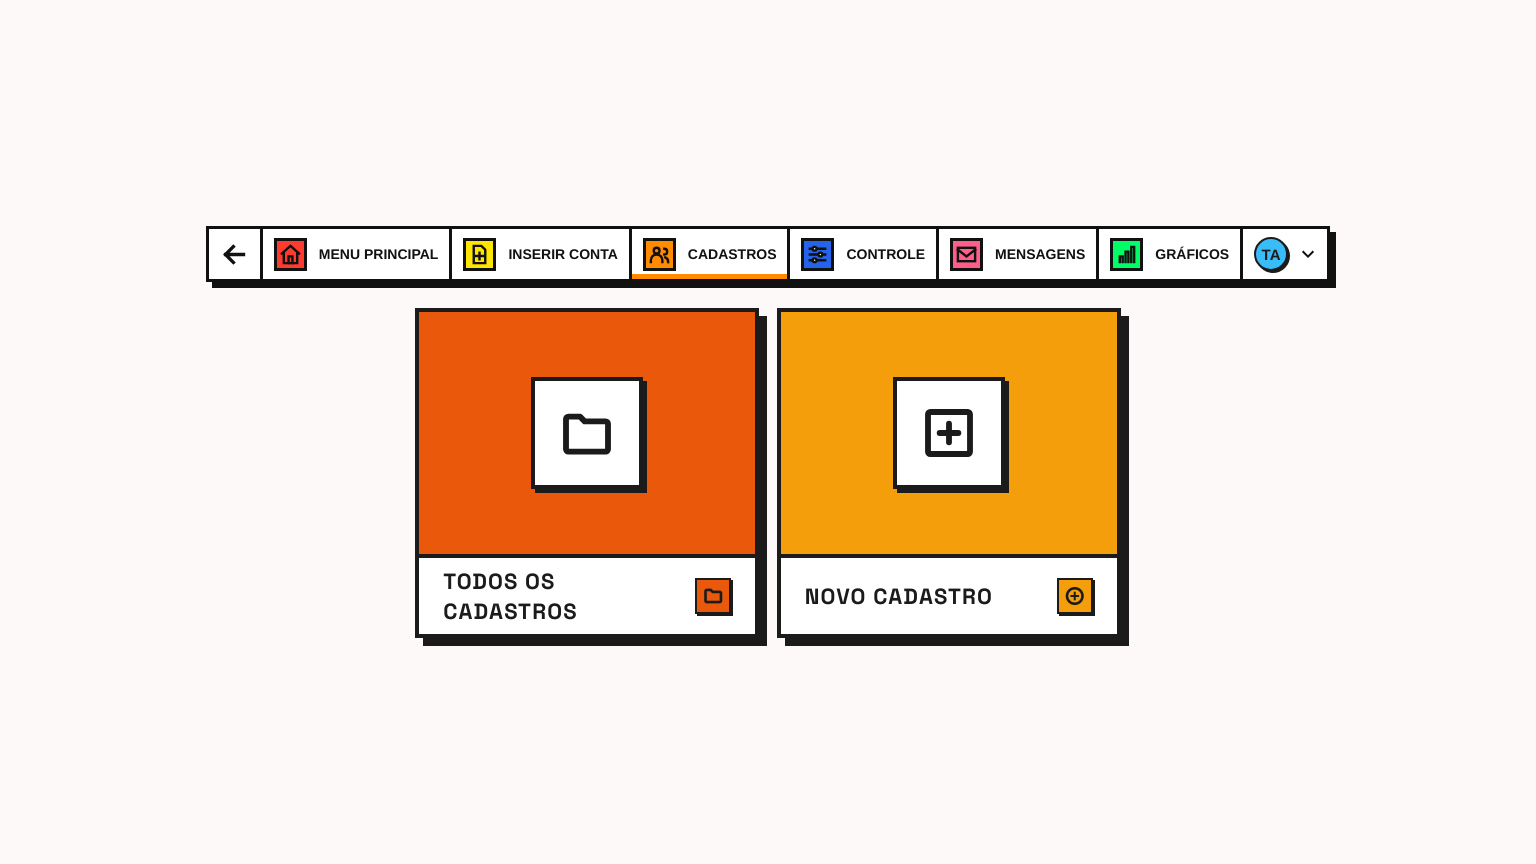 MENU PRINCIPAL
INSERIR CONTA
CADASTROS
CONTROLE
MENSAGENS
GRÁFICOS
TA
TODOS OS
CADASTROS
NOVO CADASTRO